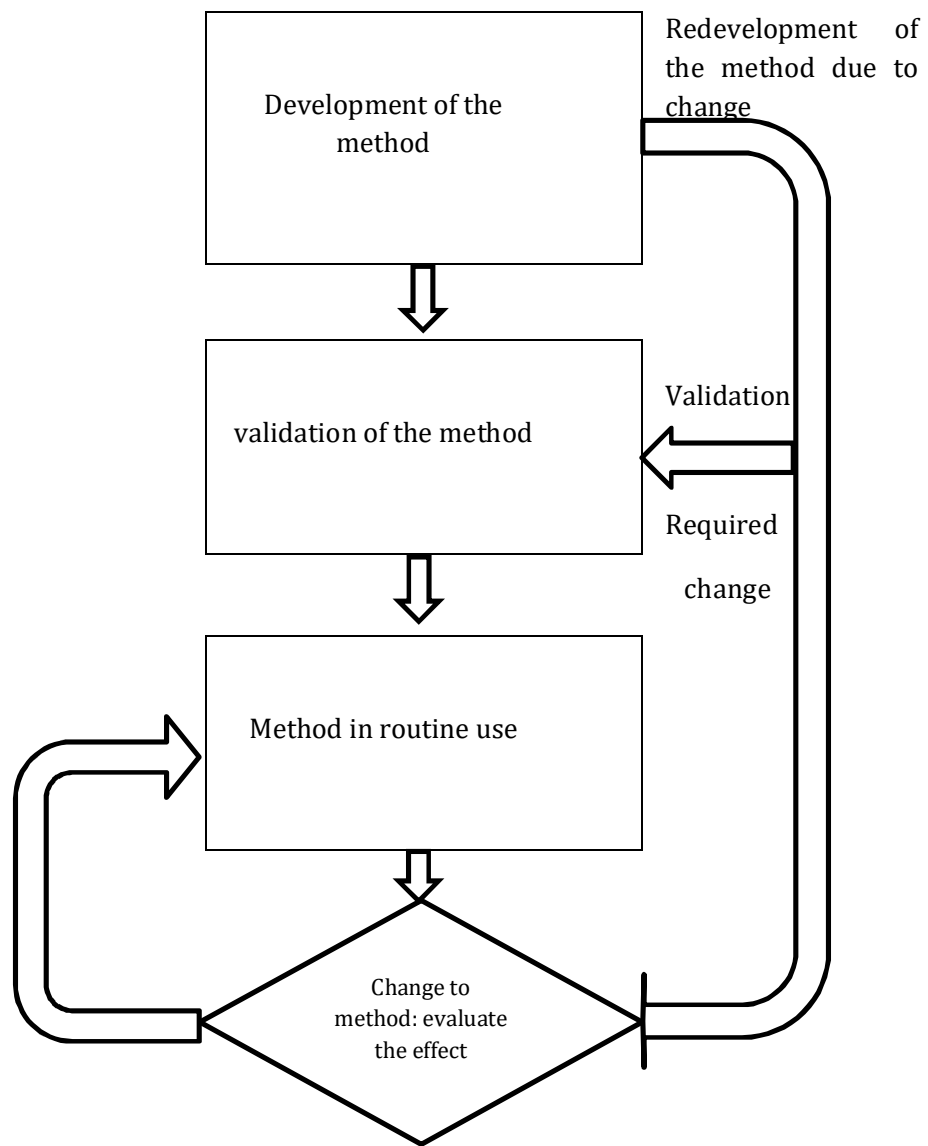 Redevelopment of
the method due to
change
Development of the
method
Validation
validation of the method
Required
change
Method in routine use
Change to
method: evaluate
the effect